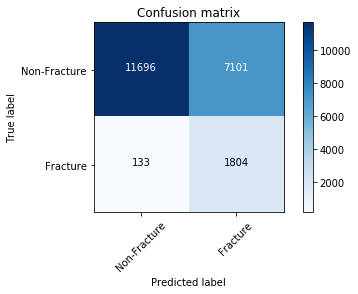 Confusion matrix
True label
Non-Fracture
11696 7101
Fracture
133 1804
Non-Fracture
Fracture
Predicted label
10000
8000
6000
4000
2000